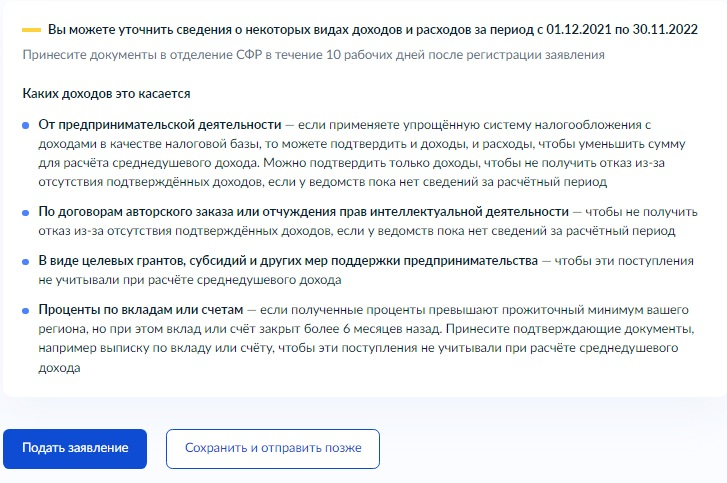 Вы можете уточнить сведения о некоторых видах доходов и расходов за период с 01.12.2021 по 30.11.2022
Принесите документы в отделение СФР в течение 10 рабочих дней после регистрации заявления
Каких доходов это касается
От предпринимательской деятельности — если применяете упрощённую систему налогообложения с
доходами в качестве налоговой базы, то можете подтвердить и доходы, и расходы, чтобы уменьшить сумму
для расчёта среднедушевого дохода. Можно подтвердить только доходы, чтобы не получить отказ из-за
отсутствия подтверждённых доходов, если у ведомств пока нет сведений за расчётный период
По договорам авторского заказа или отчуждения прав интеллектуальной деятельности — чтобы не получить
отказ из-за отсутствия подтверждённых доходов, если у ведомств пока нет сведений за расчётный период
В виде целевых грантов, субсидий и других мер поддержки предпринимательства — чтобы эти поступления
не учитывали при расчёте среднедушевого дохода
Проценты по вкладам или счетам — если полученные проценты превышают прожиточный минимум вашего
региона, но при этом вклад или счёт закрыт более 6 месяцев назад. Принесите подтверждающие документы,
например выписку по вкладу или счёту, чтобы эти поступления не учитывали при расчёте среднедушевого
дохода
Подать заявление
Сохранить и отправить позже